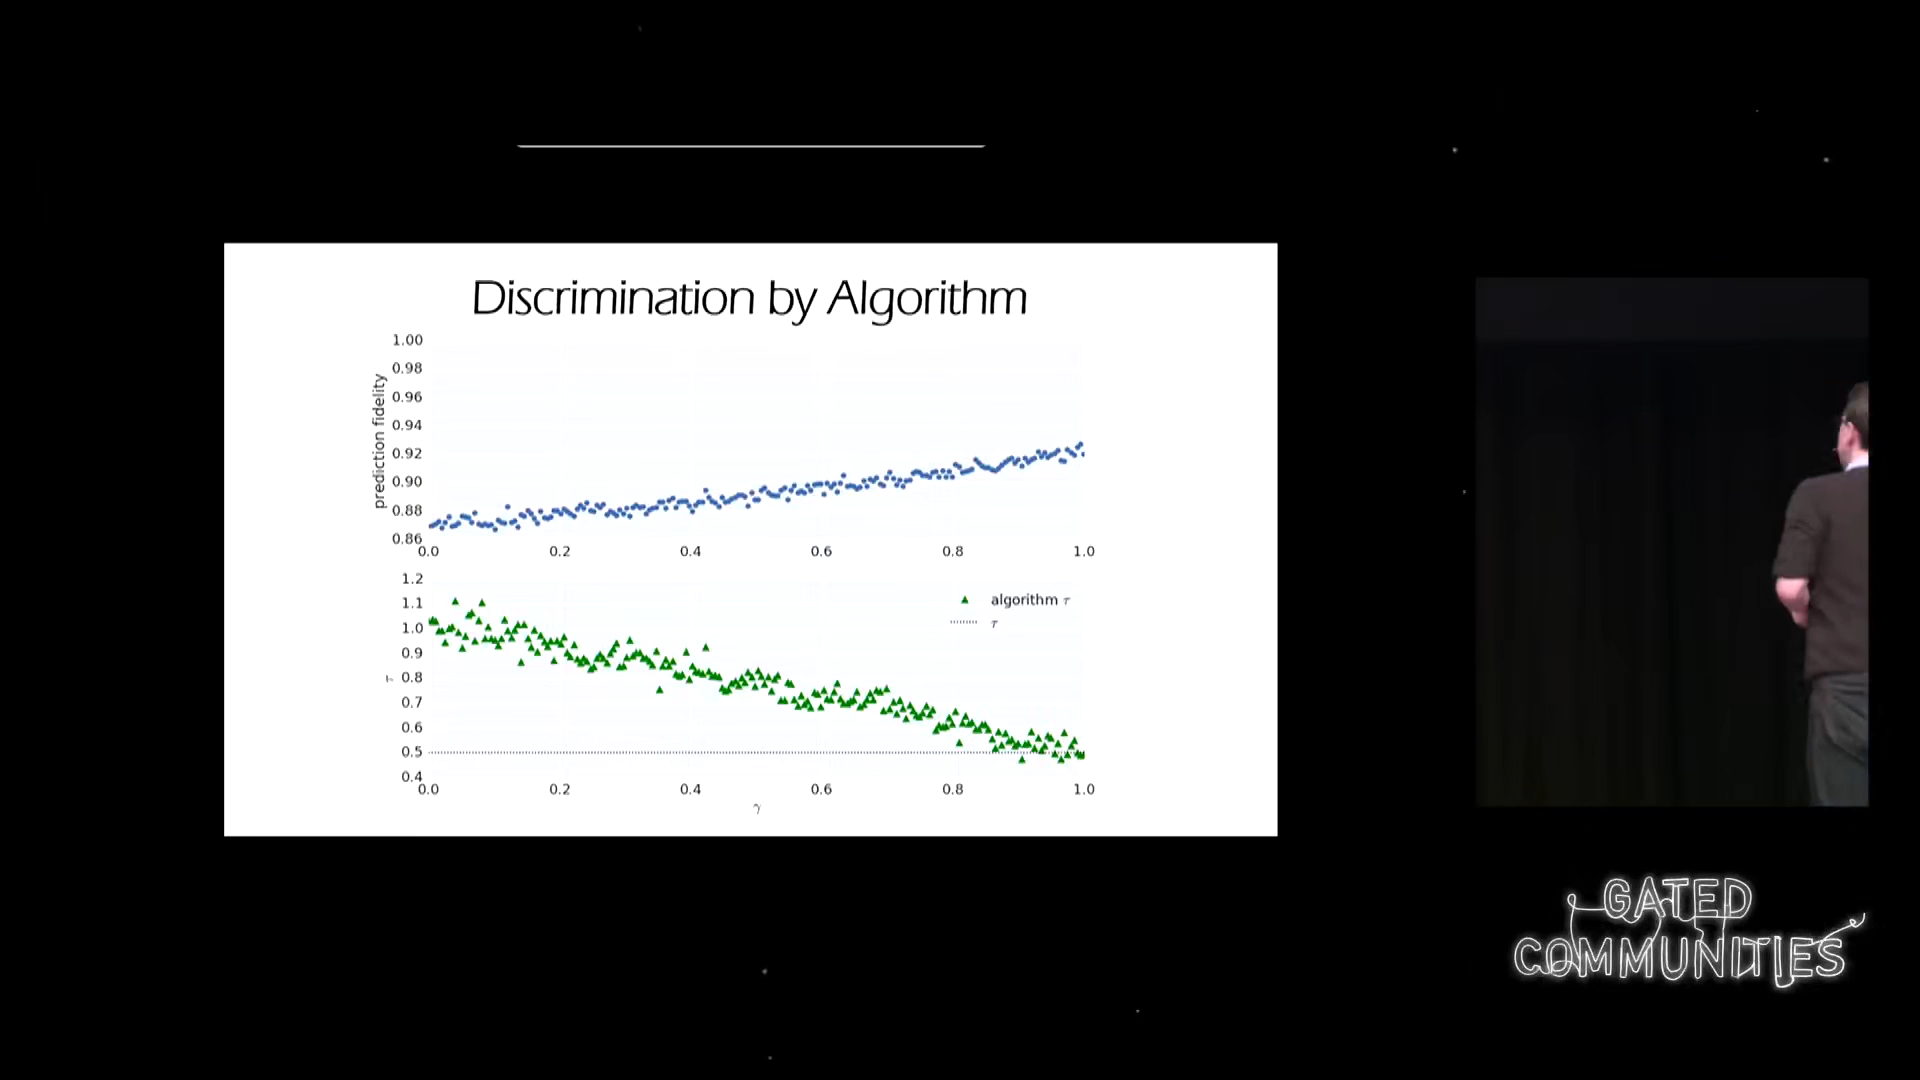 Discrimination by Algorithm
1.00
0.98
0.96
0.94
0.92
0.90
0.88
0.86
prediction fidelity
0.0 0.2 0.4 0.6 0.8 1.0
1.2
1.1
1.0
0.9
0.8
0.7
0.6
0.5
0.4
τ
algorithm τ
τ
0.0 0.2 0.4 0.6 0.8 1.0
γ
GATED
COMMUNITIES